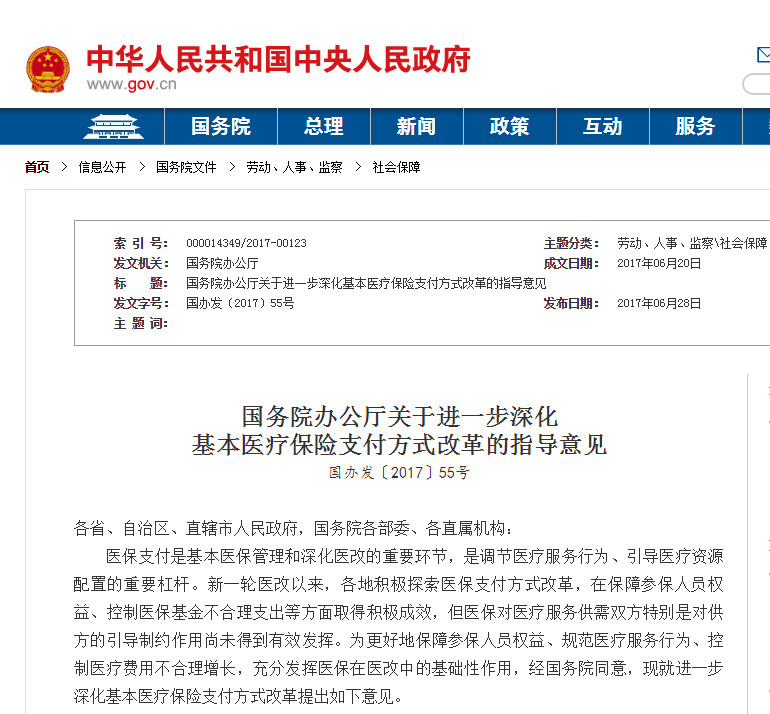 中华人民共和国中央人民政府
www.gov.cn
国务院 总理 新闻 政策 互动 服务
首页 > 信息公开 > 国务院文件 > 劳动、人事、监察 > 社会保障
索 引 号： 000014349/2017-00123 主题分类： 劳动、人事、监察\社会保障
发文机关： 国务院办公厅 成文日期： 2017年06月20日
标 题： 国务院办公厅关于进一步深化基本医疗保险支付方式改革的指导意见
发文字号： 国办发〔2017〕55号 发布日期： 2017年06月28日
主 题 词：
国务院办公厅关于进一步深化
基本医疗保险支付方式改革的指导意见
国办发〔2017〕55号
各省、自治区、直辖市人民政府，国务院各部委、各直属机构：
医保支付是基本医保管理和深化医改的重要环节，是调节医疗服务行为、引导医疗资源
配置的重要杠杆。新一轮医改以来，各地积极探索医保支付方式改革，在保障参保人员权
益、控制医保基金不合理支出等方面取得积极成效，但医保对医疗服务供需双方特别是对供
方的引导制约作用尚未得到有效发挥。为更好地保障参保人员权益、规范医疗服务行为、控
制医疗费用不合理增长，充分发挥医保在医改中的基础性作用，经国务院同意，现就进一步
深化基本医疗保险支付方式改革提出如下意见。